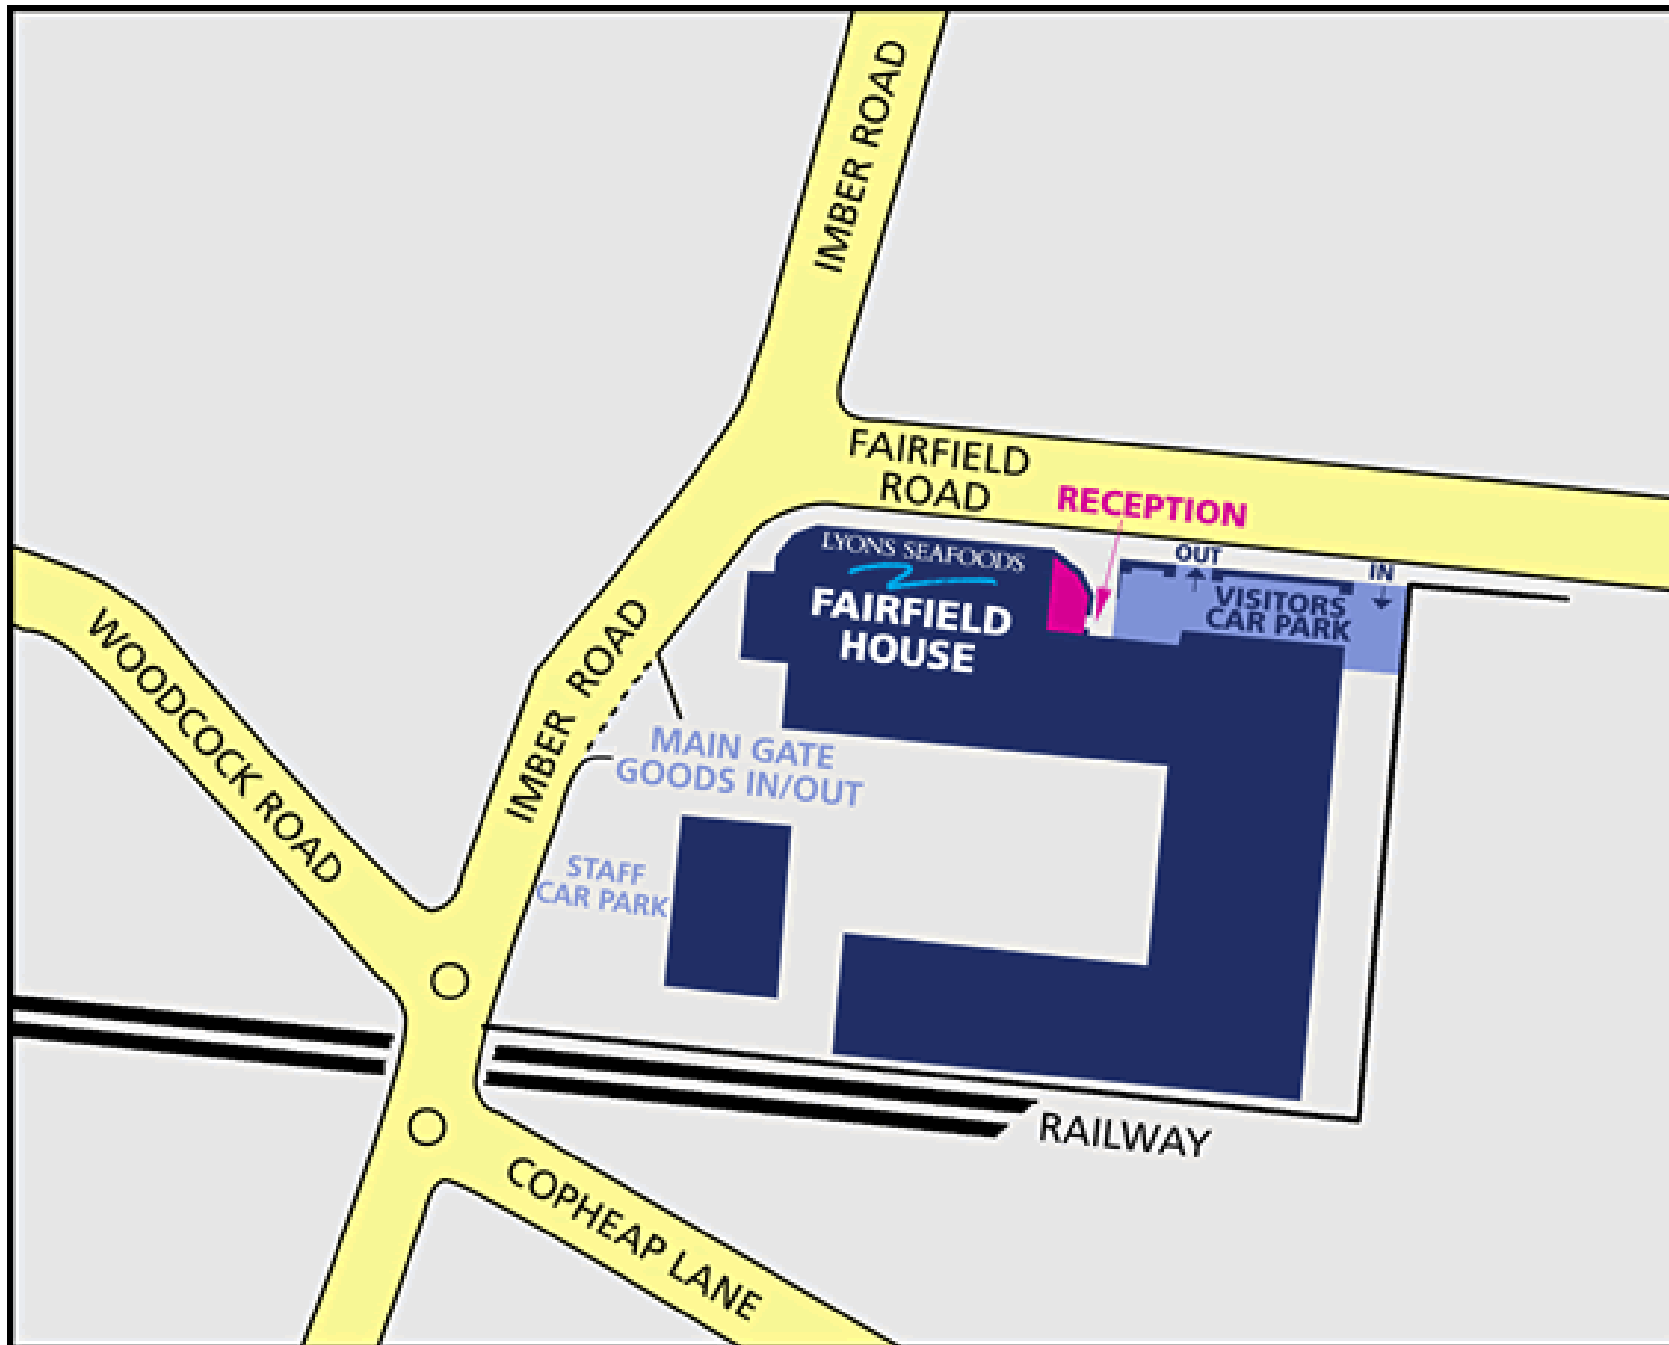 IMBER ROAD
FAIRFIELD
ROAD
RECEPTION
OUT
IN
LYONS SEAFOODS
FAIRFIELD
HOUSE
VISITORS
CAR PARK
IMBER ROAD
WOODCOCK ROAD
MAIN GATE
GOODS IN/OUT
STAFF
CAR PARK
RAILWAY
COPHEAP LANE